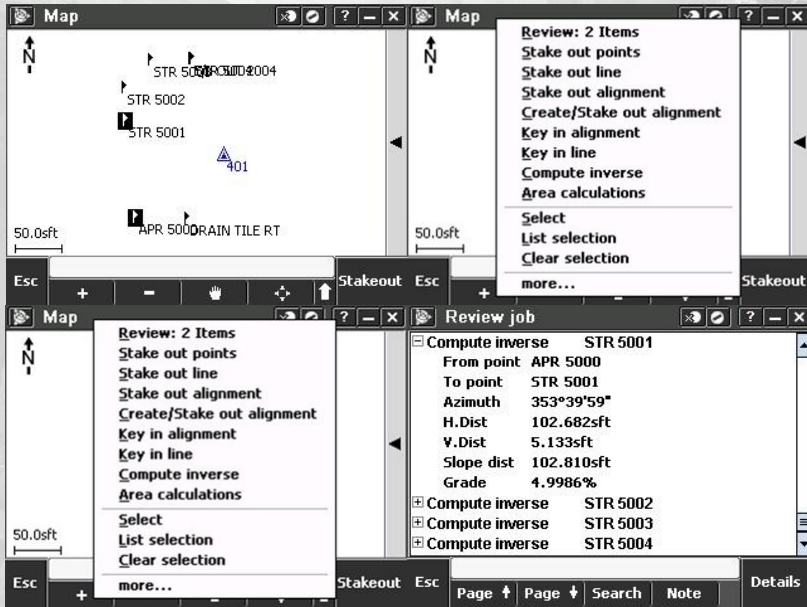 Map
? — X
N
STR 5002
STR 5001
401
APR 5000
DRAIN TILE RT
50.0sft
Esc
+ −
Stakeout
Map
? — X
N
50.0sft
Review: 2 Items
Stake out points
Stake out line
Stake out alignment
Create/Stake out alignment
Key in alignment
Key in line
Compute inverse
Area calculations
Select
List selection
Clear selection
more...
Esc
+
Stakeout
Map
? — X
N
50.0sft
Review: 2 Items
Stake out points
Stake out line
Stake out alignment
Create/Stake out alignment
Key in alignment
Key in line
Compute inverse
Area calculations
Select
List selection
Clear selection
more...
Esc
+
Stakeout
Review job
? — X
Compute inverse STR 5001
From point APR 5000
To point STR 5001
Azimuth 353°39'59"
H.Dist 102.682sft
V.Dist 5.133sft
Slope dist 102.810sft
Grade 4.9986%
Compute inverse STR 5002
Compute inverse STR 5003
Compute inverse STR 5004
Esc
Page ↑ Page ↓ Search Note
Details